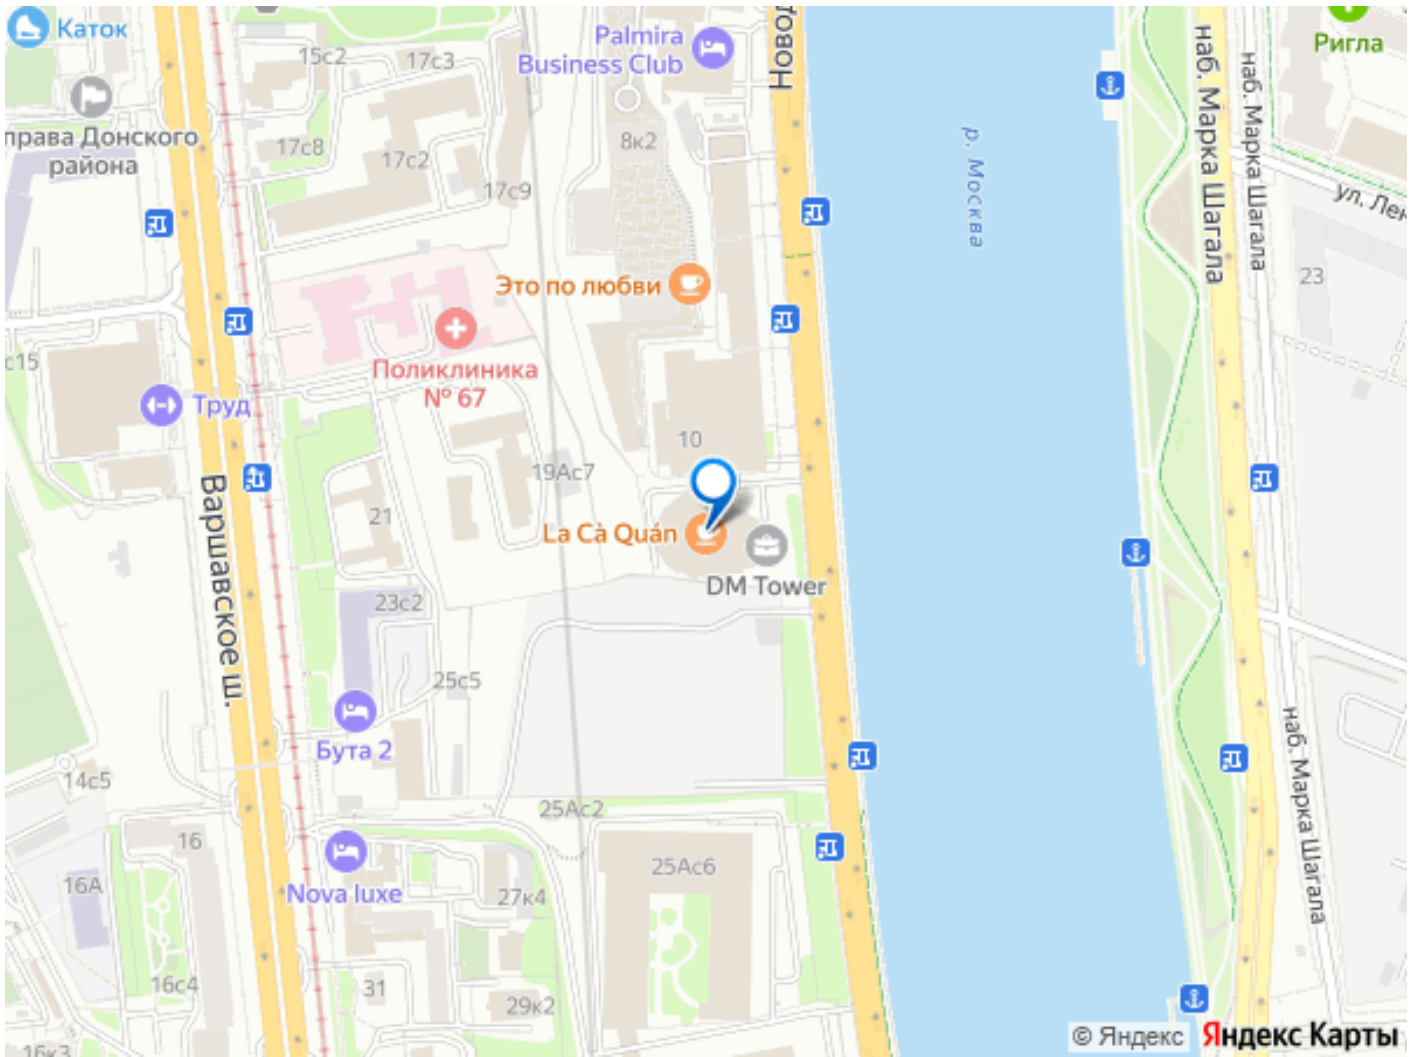 Каток
Palmira
Business Club
Новод
Ригла
15с2
17с3
права Донского
района
17с8
17с2
17с9
8к2
р. Москва
наб. Марка Шагала
наб. Марка Шагала
ул. Лен
23
Это по любви
Поликлиника
№ 67
с15
Труд
10
19Ас7
Варшавское ш.
21
La Cà Quán
DM Tower
23с2
25с5
Бута 2
14с5
наб. Марка Шагала
25Ас2
16
16А
Nova luxe
27к4
25Ас6
16с4
31
29к2
16к3
© Яндекс
Яндекс Карты